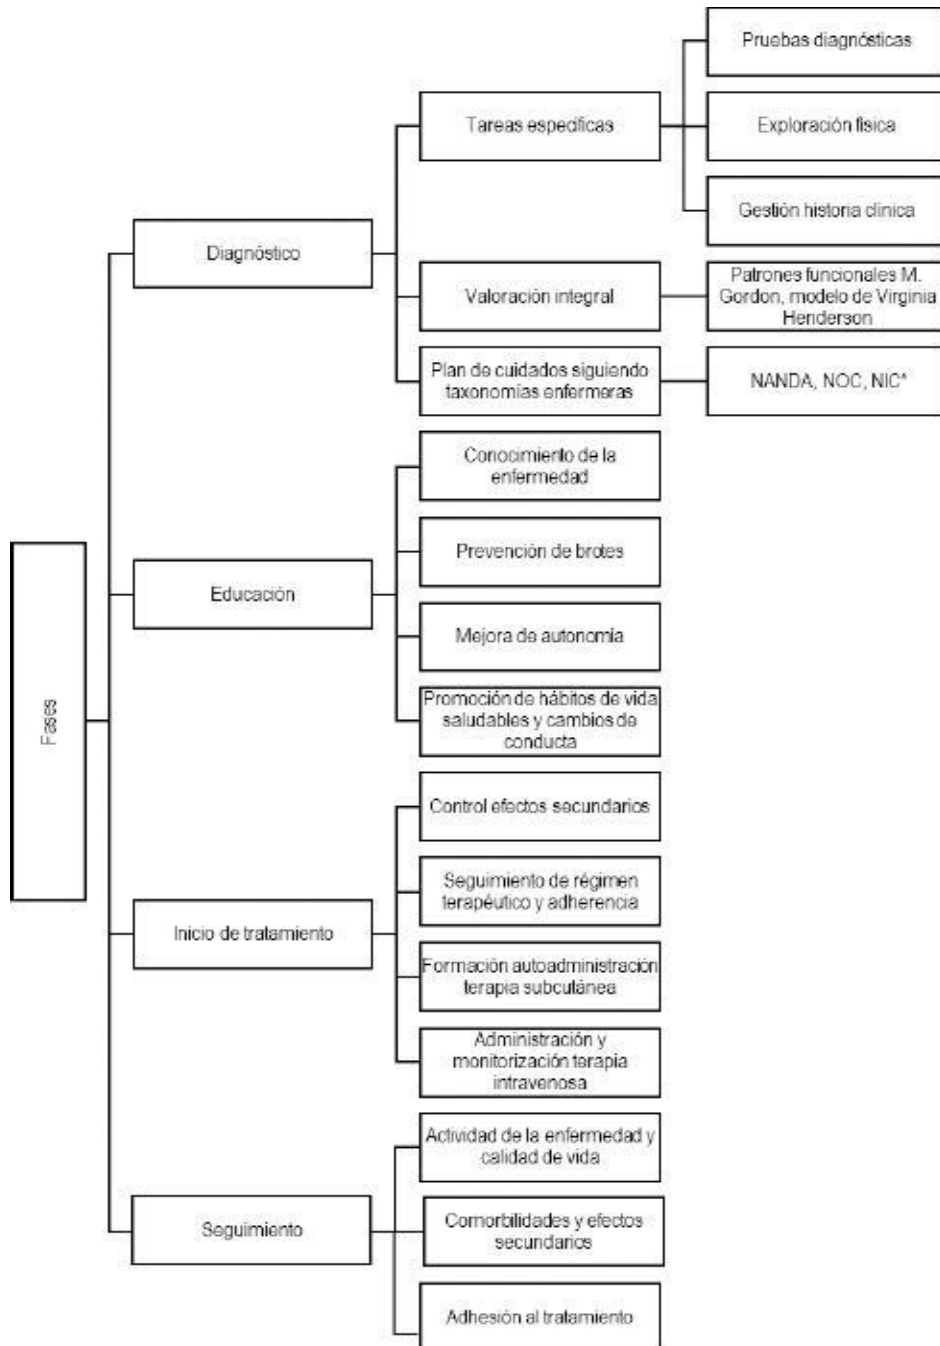 Fases
Diagnóstico
Tareas específicas
Pruebas diagnósticas
Exploración física
Gestión historia clínica
Valoración integral
Patrones funcionales M.
Gordon, modelo de Virginia
Henderson
Plan de cuidados siguiendo
taxonomías enfermeras
NANDA, NOC, NIC*
Educación
Conocimiento de la
enfermedad
Prevención de brotes
Mejora de autonomía
Promoción de hábitos de vida
saludables y cambios de
conducta
Inicio de tratamiento
Control efectos secundarios
Seguimiento de régimen
terapéutico y adherencia
Formación autoadministración
terapia subcutánea
Administración y
monitorización terapia
intravenosa
Seguimiento
Actividad de la enfermedad y
calidad de vida
Comorbilidades y efectos
secundarios
Adhesión al tratamiento